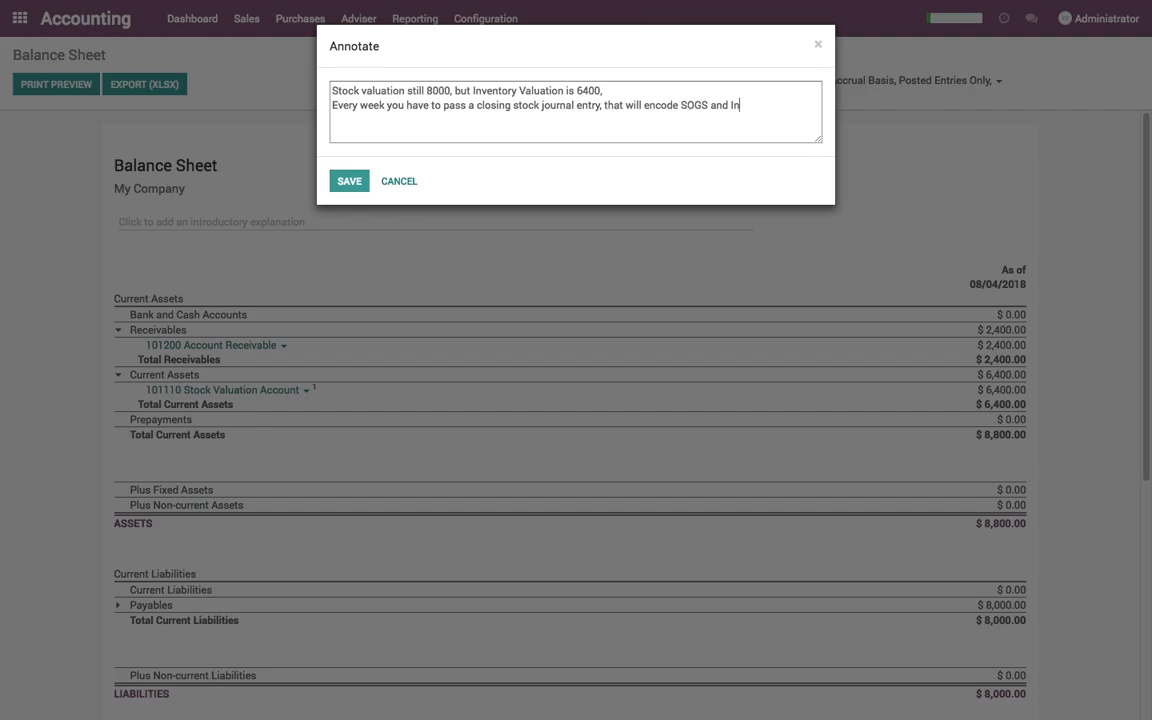 Accounting Dashboard Sales Purchases Adviser Reporting Configuration Administrator
Balance Sheet
PRINT PREVIEW EXPORT (XLSX)
Accrual Basis, Posted Entries Only,
Annotate ×
Stock valuation still 8000, but Inventory Valuation is 6400,
Every week you have to pass a closing stock journal entry, that will encode SOGS and In
SAVE CANCEL
Balance Sheet
My Company
Click to add an introductory explanation
As of
08/04/2018
Current Assets
Bank and Cash Accounts $ 0.00
Receivables $ 2,400.00
101200 Account Receivable $ 2,400.00
Total Receivables $ 2,400.00
Current Assets $ 6,400.00
101110 Stock Valuation Account 1 $ 6,400.00
Total Current Assets $ 6,400.00
Prepayments $ 0.00
Total Current Assets $ 8,800.00
Plus Fixed Assets $ 0.00
Plus Non-current Assets $ 0.00
ASSETS $ 8,800.00
Current Liabilities
Current Liabilities $ 0.00
Payables $ 8,000.00
Total Current Liabilities $ 8,000.00
Plus Non-current Liabilities $ 0.00
LIABILITIES $ 8,000.00